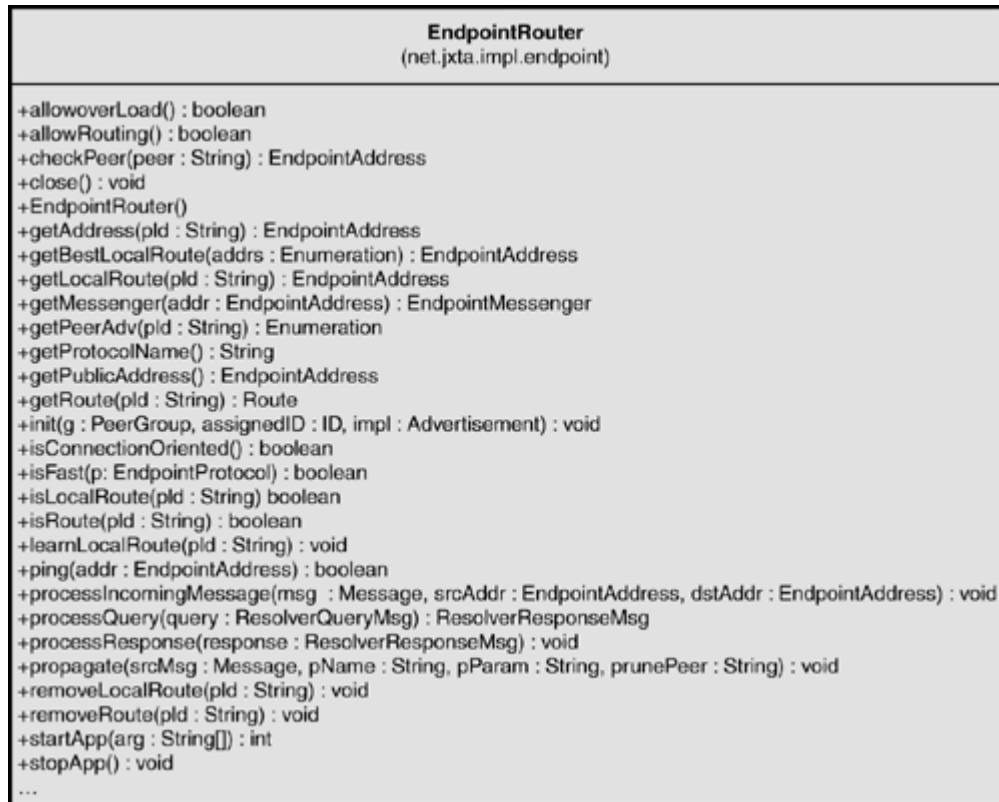 EndpointRouter
(net.jxta.impl.endpoint)
+allowoverLoad() : boolean
+allowRouting() : boolean
+checkPeer(peer : String) : EndpointAddress
+close() : void
+EndpointRouter()
+getAddress(pId : String) : EndpointAddress
+getBestLocalRoute(addrs : Enumeration) : EndpointAddress
+getLocalRoute(pId : String) : EndpointAddress
+getMessenger(addr : EndpointAddress) : EndpointMessenger
+getPeerAdv(pId : String) : Enumeration
+getProtocolName() : String
+getPublicAddress() : EndpointAddress
+getRoute(pId : String) : Route
+init(g : PeerGroup, assignedID : ID, impl : Advertisement) : void
+isConnectionOriented() : boolean
+isFast(p: EndpointProtocol) : boolean
+isLocalRoute(pId : String) boolean
+isRoute(pId : String) : boolean
+learnLocalRoute(pId : String) : void
+ping(addr : EndpointAddress) : boolean
+processIncomingMessage(msg : Message, srcAddr : EndpointAddress, dstAddr : EndpointAddress) : void
+processQuery(query : ResolverQueryMsg) : ResolverResponseMsg
+processResponse(response : ResolverResponseMsg) : void
+propagate(srcMsg : Message, pName : String, pParam : String, prunePeer : String) : void
+removeLocalRoute(pId : String) : void
+removeRoute(pId : String) : void
+startApp(arg : String[]) : int
+stopApp() : void
...